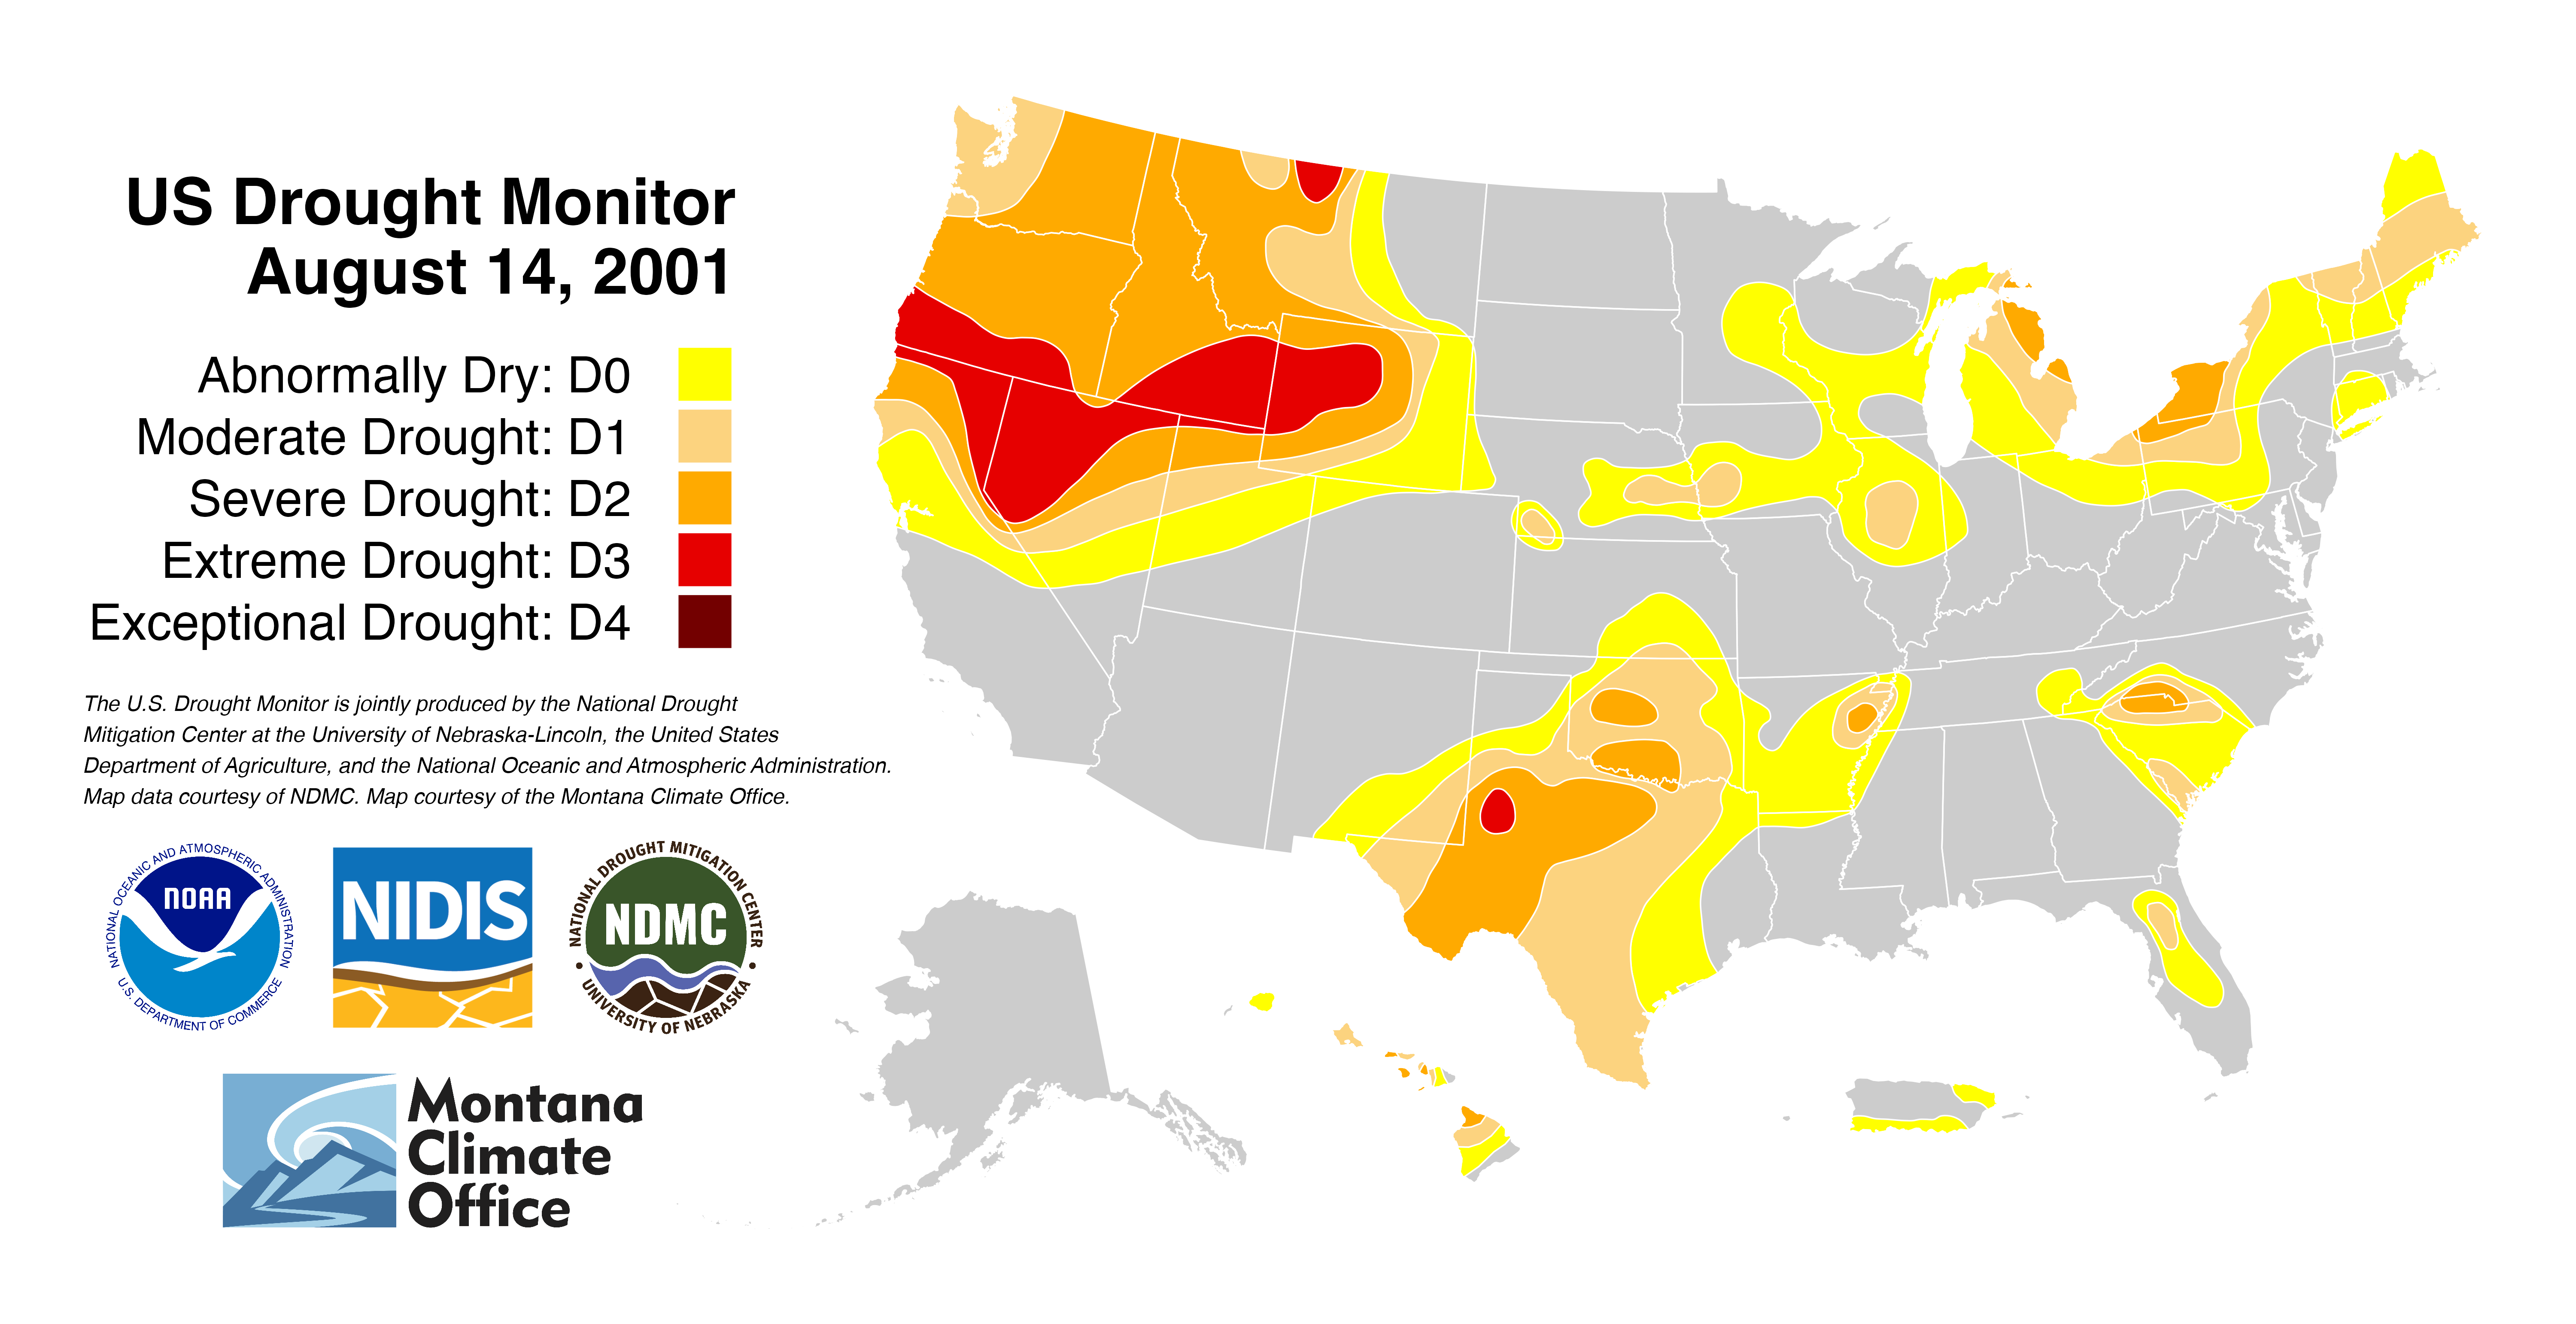 US Drought Monitor
August 14, 2001
Abnormally Dry: D0
Moderate Drought: D1
Severe Drought: D2
Extreme Drought: D3
Exceptional Drought: D4
The U.S. Drought Monitor is jointly produced by the National Drought
Mitigation Center at the University of Nebraska-Lincoln, the United States
Department of Agriculture, and the National Oceanic and Atmospheric Administration.
Map data courtesy of NDMC. Map courtesy of the Montana Climate Office.
NATIONAL OCEANIC AND ATMOSPHERIC ADMINISTRATION
NOAA
U.S. DEPARTMENT OF COMMERCE
NIDIS
NATIONAL DROUGHT MITIGATION CENTER
NDMC
UNIVERSITY OF NEBRASKA
Montana
Climate
Office